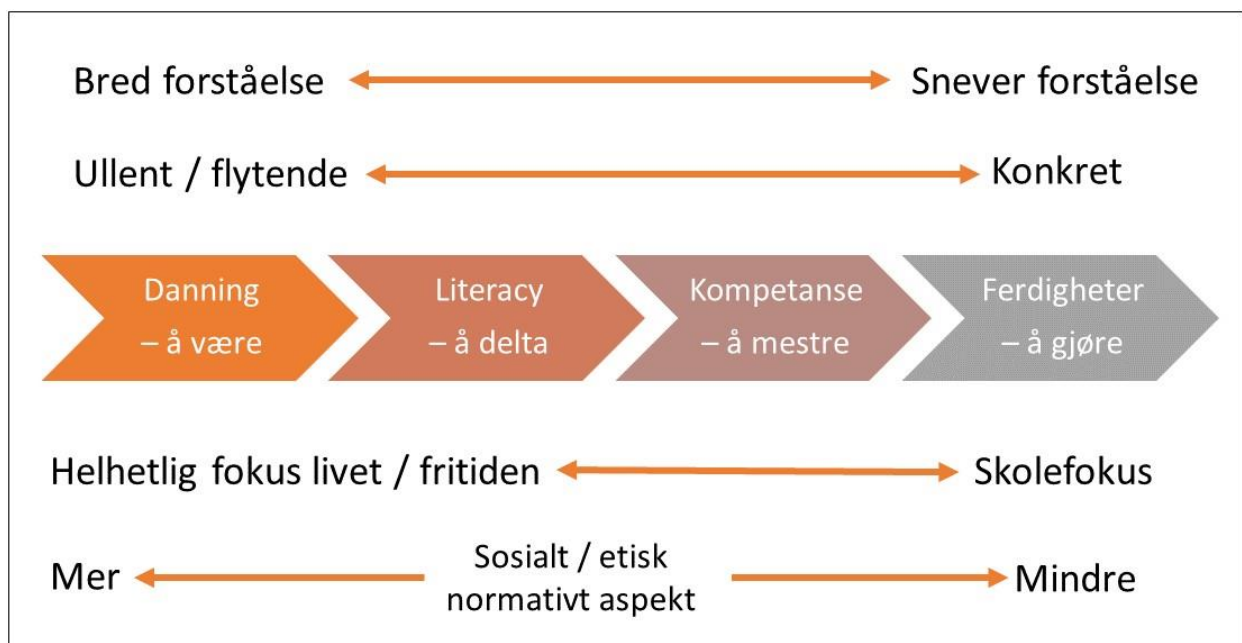 Bred forståelse
Snever forståelse
Ullent / flytende
Konkret
Danning
– å være
Literacy
– å delta
Kompetanse
– å mestre
Ferdigheter
– å gjøre
Helhetlig fokus livet / fritiden
Skolefokus
Mer
Sosialt / etisk
normativt aspekt
Mindre